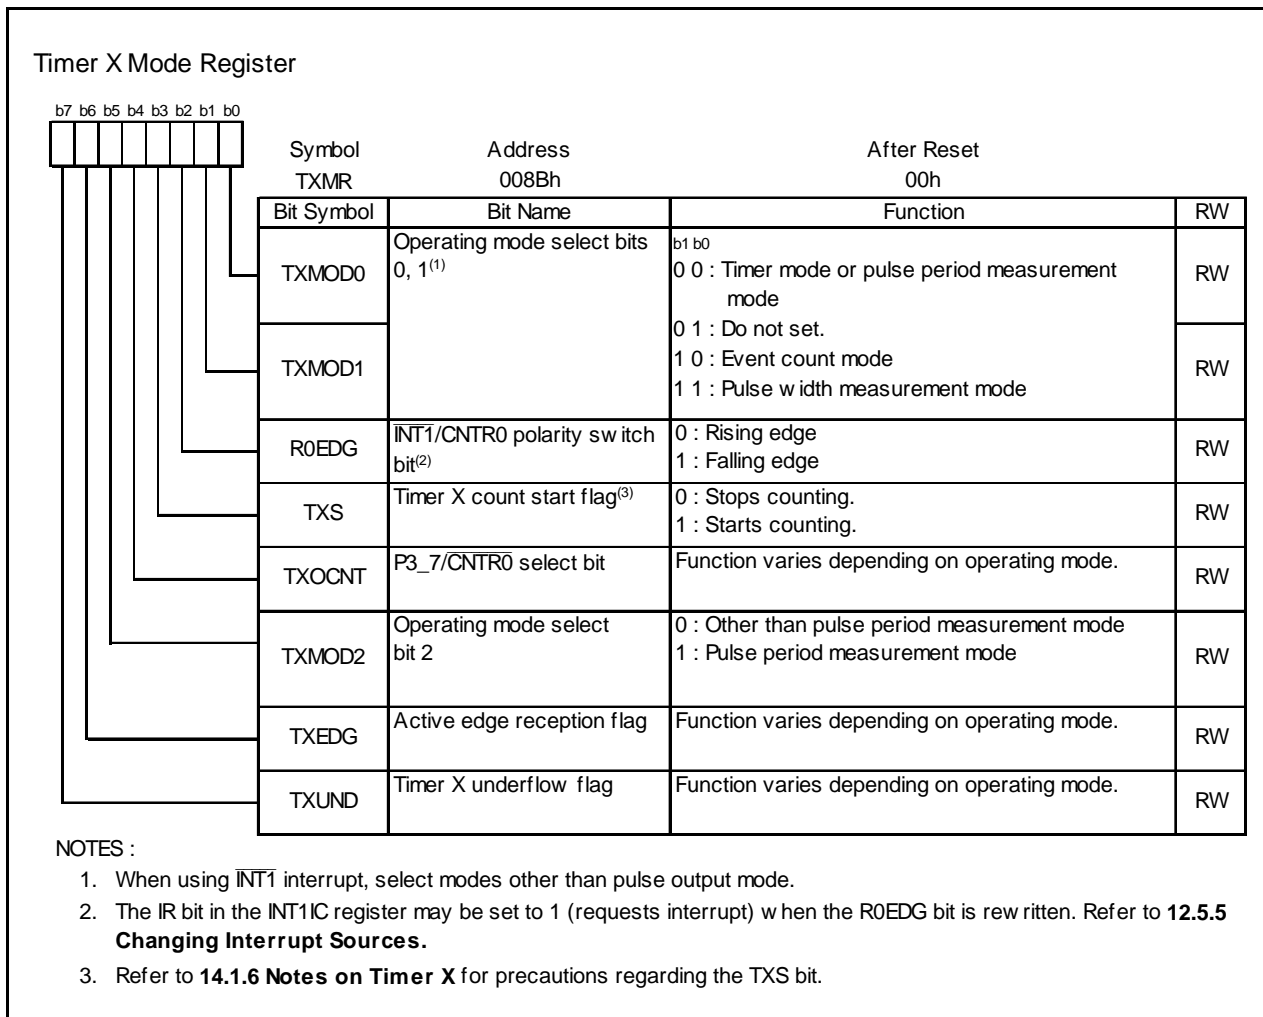 Timer X Mode Register
b7 b6 b5 b4 b3 b2 b1 b0
Symbol Address After Reset
TXMR 008Bh 00h
Bit Symbol Bit Name Function RW
TXMOD0 Operating mode select bits 0, 1(1) b1 b0 RW
0 0 : Timer mode or pulse period measurement
mode
0 1 : Do not set.
TXMOD1 1 0 : Event count mode RW
1 1 : Pulse width measurement mode
R0EDG INT1/CNTR0 polarity switch 0 : Rising edge RW
bit(2) 1 : Falling edge
TXS Timer X count start flag(3) 0 : Stops counting. RW
1 : Starts counting.
TXOCNT P3_7/CNTR0 select bit Function varies depending on operating mode. RW
TXMOD2 Operating mode select 0 : Other than pulse period measurement mode RW
bit 2 1 : Pulse period measurement mode
TXEDG Active edge reception flag Function varies depending on operating mode. RW
TXUND Timer X underflow flag Function varies depending on operating mode. RW
NOTES :
1. When using INT1 interrupt, select modes other than pulse output mode.
2. The IR bit in the INT1IC register may be set to 1 (requests interrupt) when the R0EDG bit is rewritten. Refer to 12.5.5
Changing Interrupt Sources.
3. Refer to 14.1.6 Notes on Timer X for precautions regarding the TXS bit.